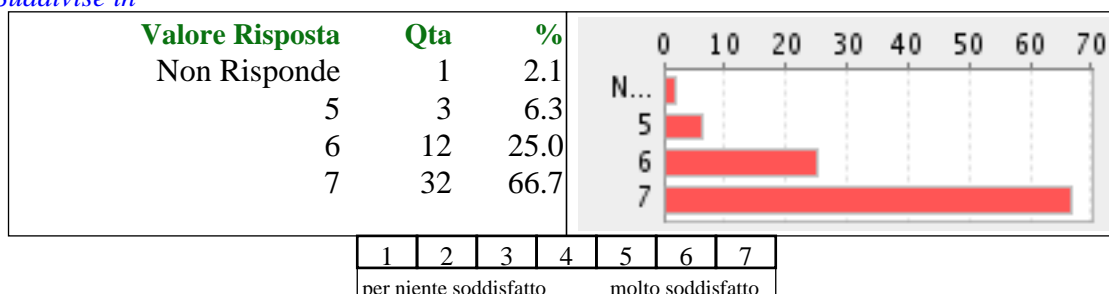 Suddivise in
Valore Risposta Qta %
Non Risponde 1 2.1
5 3 6.3
6 12 25.0
7 32 66.7
0 10 20 30 40 50 60 70
N...
5
6
7
1 2 3 4 5 6 7
per niente soddisfatto molto soddisfatto